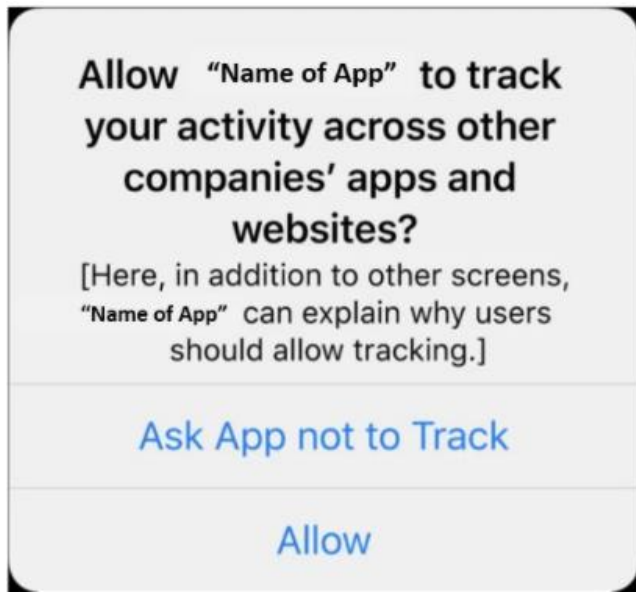 Allow “Name of App” to track
your activity across other
companies’ apps and
websites?
[Here, in addition to other screens,
“Name of App” can explain why users
should allow tracking.]
Ask App not to Track
Allow